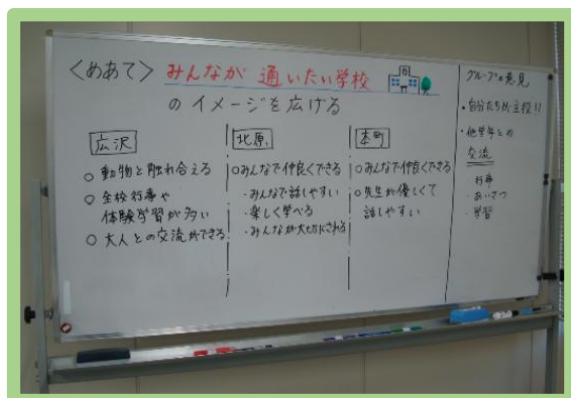 <めあて> みんなが 通いたい学校
のイメージを広げる
広沢
○ 動物と触れ合える
○ 全校行事や
体験学習が多い
○ 大人との交流ができる
北原
○みんなで仲良くできる
・みんなで話しやすい
・楽しく学べる
・みんなが大切にされる
本町
○みんなで仲良くできる
○先生が優しくて
話しやすい
グループの意見
・自分たちが主役!!
・他学年との
交流
・行事
・あいさつ
・学習